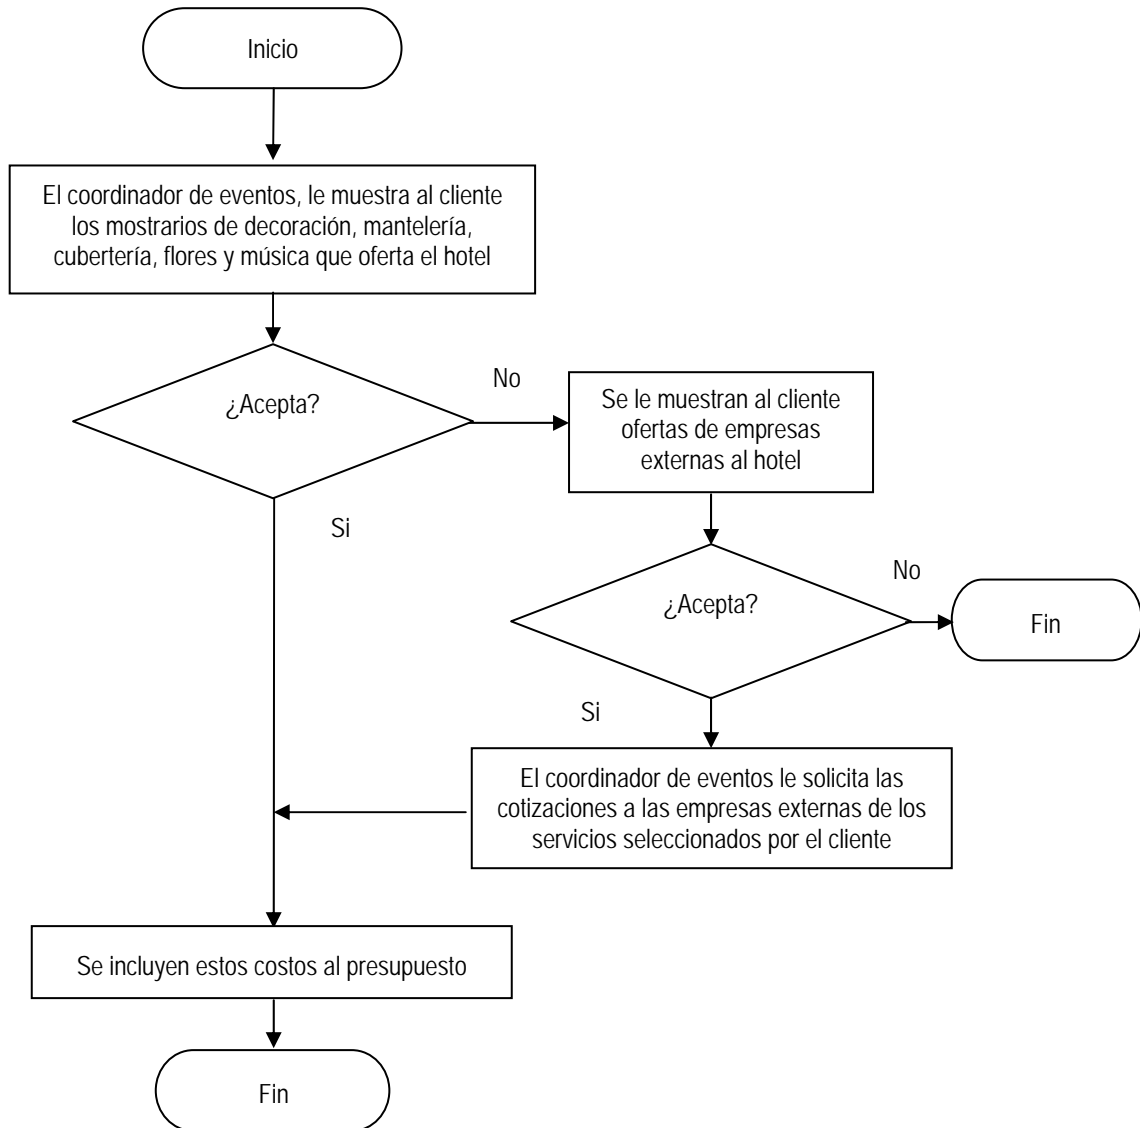 Inicio
El coordinador de eventos, le muestra al cliente
los mostrarios de decoración, mantelería,
cubertería, flores y música que oferta el hotel
¿Acepta?
No
Se le muestran al cliente
ofertas de empresas
externas al hotel
Si
¿Acepta?
No
Fin
Si
El coordinador de eventos le solicita las
cotizaciones a las empresas externas de los
servicios seleccionados por el cliente
Se incluyen estos costos al presupuesto
Fin